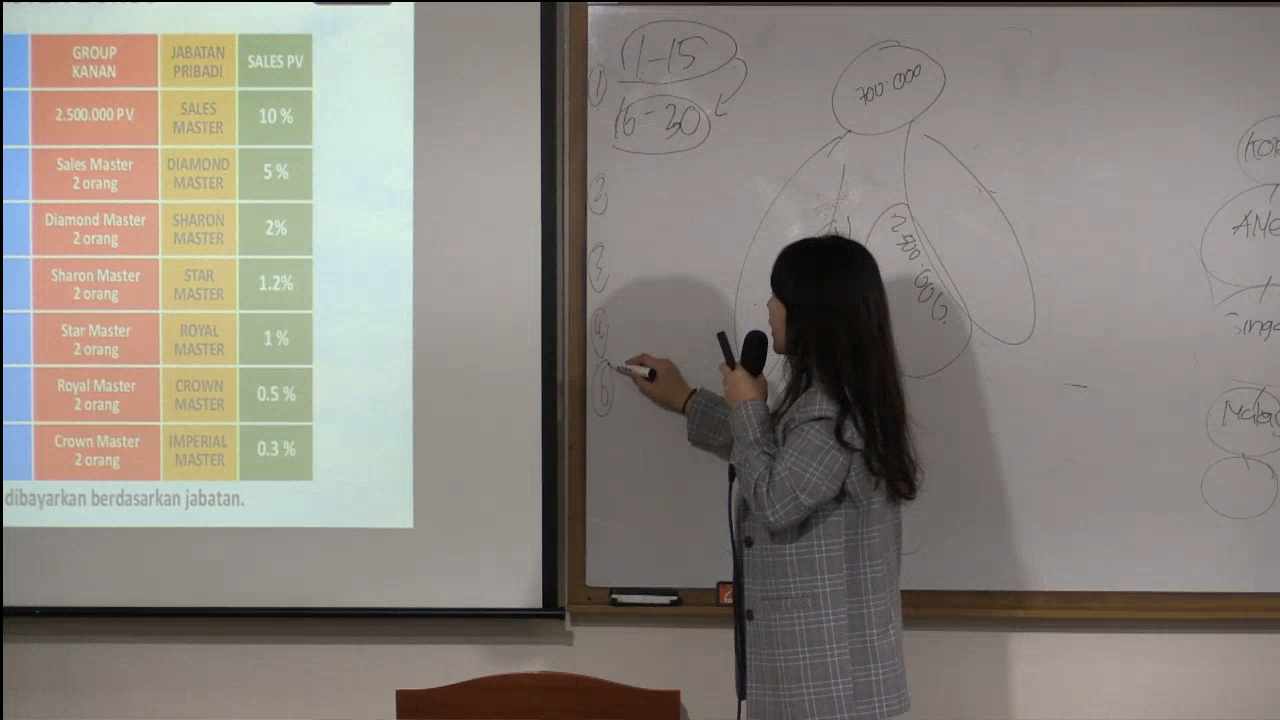 GROUP
KANAN
JABATAN
PRIBADI
SALES PV
2.500.000 PV
SALES
MASTER
10 %
Sales Master
2 orang
DIAMOND
MASTER
5 %
Diamond Master
2 orang
SHARON
MASTER
2%
Sharon Master
2 orang
STAR
MASTER
1.2%
Star Master
2 orang
ROYAL
MASTER
1 %
Royal Master
2 orang
CROWN
MASTER
0.5 %
Crown Master
2 orang
IMPERIAL
MASTER
0.3 %
dibayarkan berdasarkan jabatan.
1
1-15
16-30
2
3
4
700.000
2.500.000.